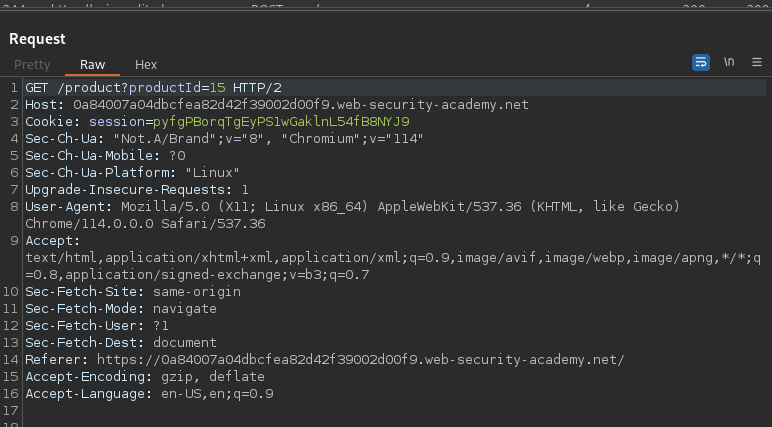 Request
Pretty Raw Hex \n
1 GET /product?productId=15 HTTP/2
2 Host: 0a84007a04dbcfea82d42f39002d00f9.web-security-academy.net
3 Cookie: session=pyfgPBorqTgEyPS1wGaklnL54fB8NYJ9
4 Sec-Ch-Ua: "Not.A/Brand";v="8", "Chromium";v="114"
5 Sec-Ch-Ua-Mobile: ?0
6 Sec-Ch-Ua-Platform: "Linux"
7 Upgrade-Insecure-Requests: 1
8 User-Agent: Mozilla/5.0 (X11; Linux x86_64) AppleWebKit/537.36 (KHTML, like Gecko)
Chrome/114.0.0.0 Safari/537.36
9 Accept:
text/html,application/xhtml+xml,application/xml;q=0.9,image/avif,image/webp,image/apng,*/*;q
=0.8,application/signed-exchange;v=b3;q=0.7
10 Sec-Fetch-Site: same-origin
11 Sec-Fetch-Mode: navigate
12 Sec-Fetch-User: ?1
13 Sec-Fetch-Dest: document
14 Referer: https://0a84007a04dbcfea82d42f39002d00f9.web-security-academy.net/
15 Accept-Encoding: gzip, deflate
16 Accept-Language: en-US,en;q=0.9
17